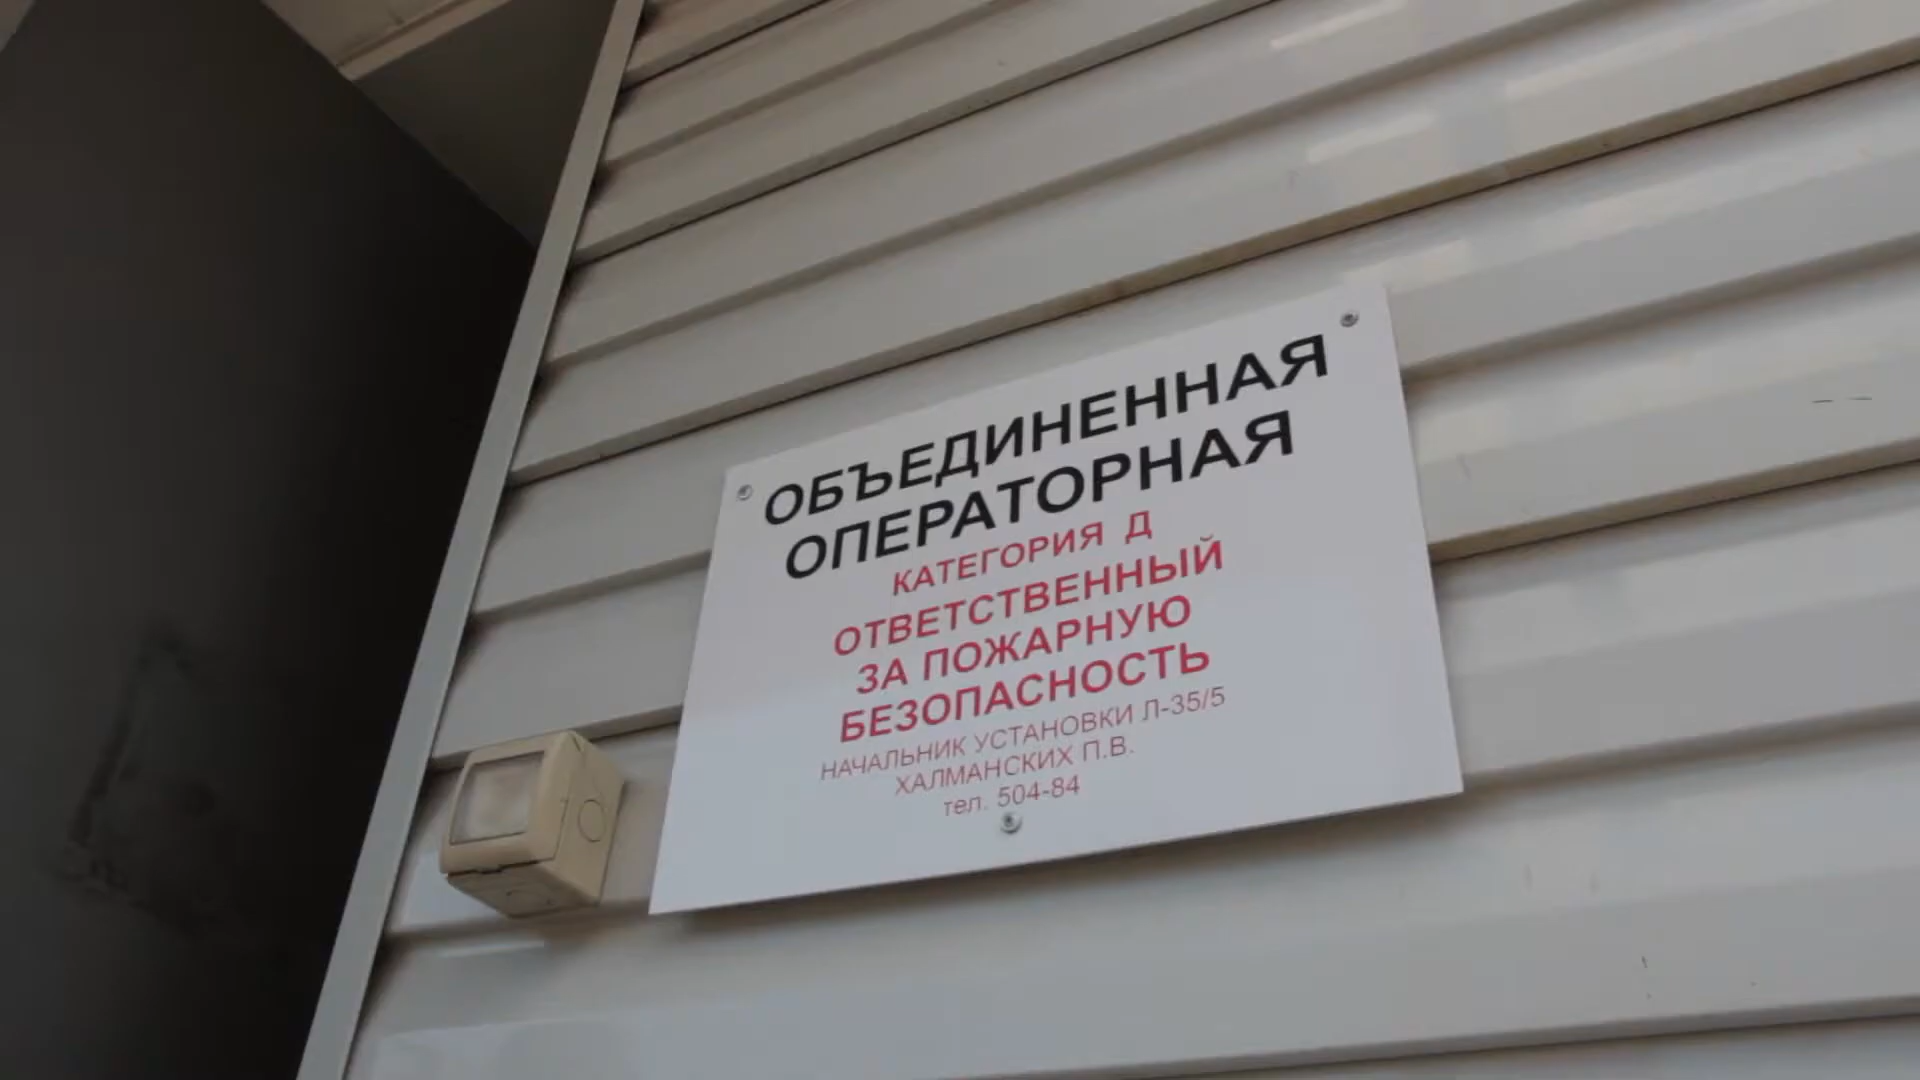 ОБЪЕДИНЕННАЯ
ОПЕРАТОРНАЯ
КАТЕГОРИЯ Д
ОТВЕТСТВЕННЫЙ
ЗА ПОЖАРНУЮ
БЕЗОПАСНОСТЬ
НАЧАЛЬНИК УСТАНОВКИ Л-35/5
ХАЛМАНСКИХ П.В.
тел. 504-84